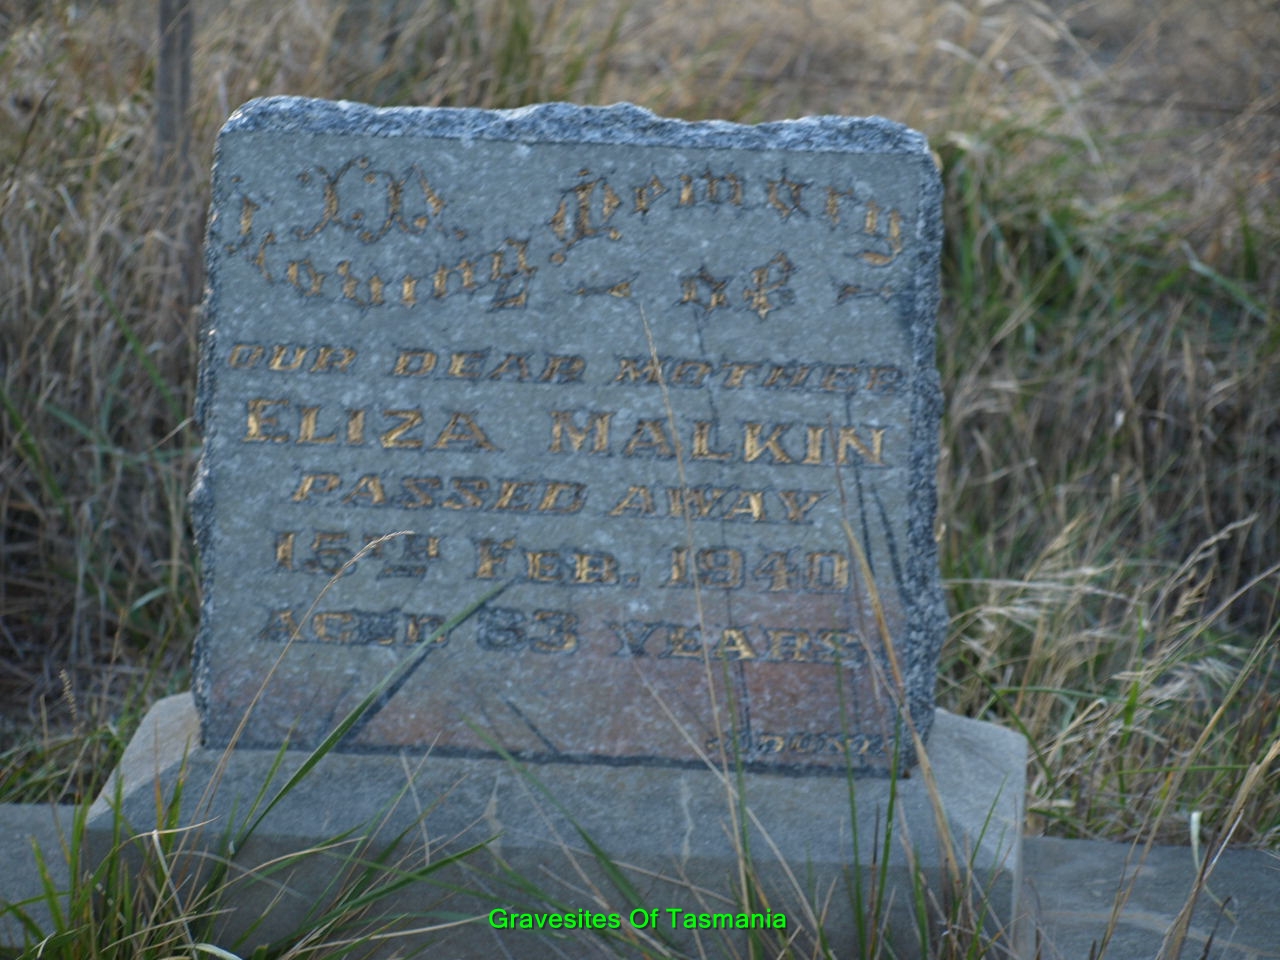 In Loving Memory
- of -
OUR DEAR MOTHER
ELIZA MALKIN
PASSED AWAY
15TH FEB. 1940
AGED 83 YEARS
Gravesites Of Tasmania